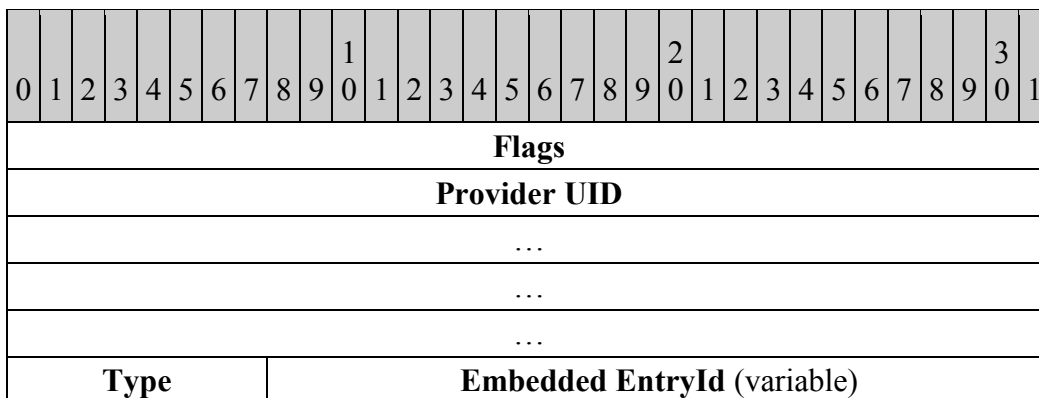 1 2 3
0 1 2 3 4 5 6 7 8 9 0 1 2 3 4 5 6 7 8 9 0 1 2 3 4 5 6 7 8 9 0 1
Flags
Provider UID
…
…
…
Type Embedded EntryId (variable)